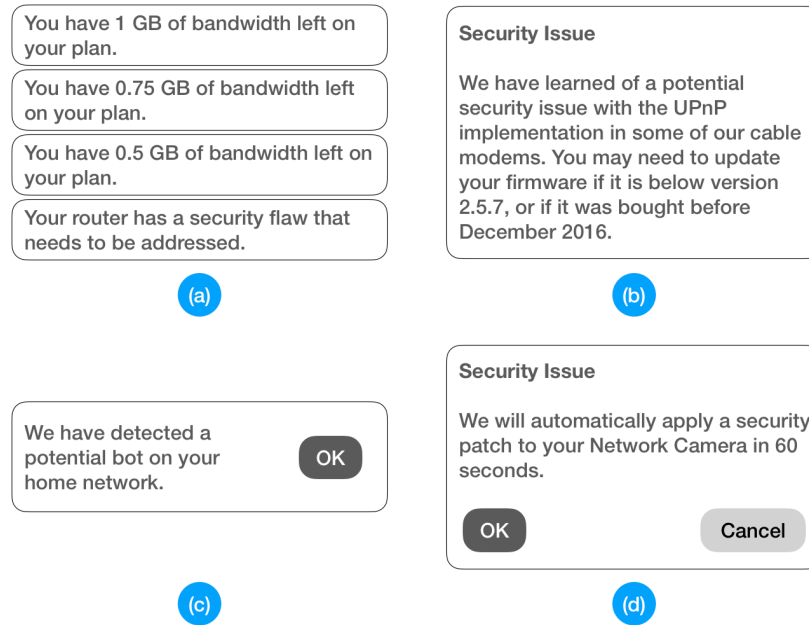 You have 1 GB of bandwidth left on
your plan.
You have 0.75 GB of bandwidth left
on your plan.
You have 0.5 GB of bandwidth left on
your plan.
Your router has a security flaw that
needs to be addressed.
(a)
Security Issue
We have learned of a potential
security issue with the UPnP
implementation in some of our cable
modems. You may need to update
your firmware if it is below version
2.5.7, or if it was bought before
December 2016.
(b)
We have detected a
potential bot on your
home network.
OK
(c)
Security Issue
We will automatically apply a security
patch to your Network Camera in 60
seconds.
OK
Cancel
(d)